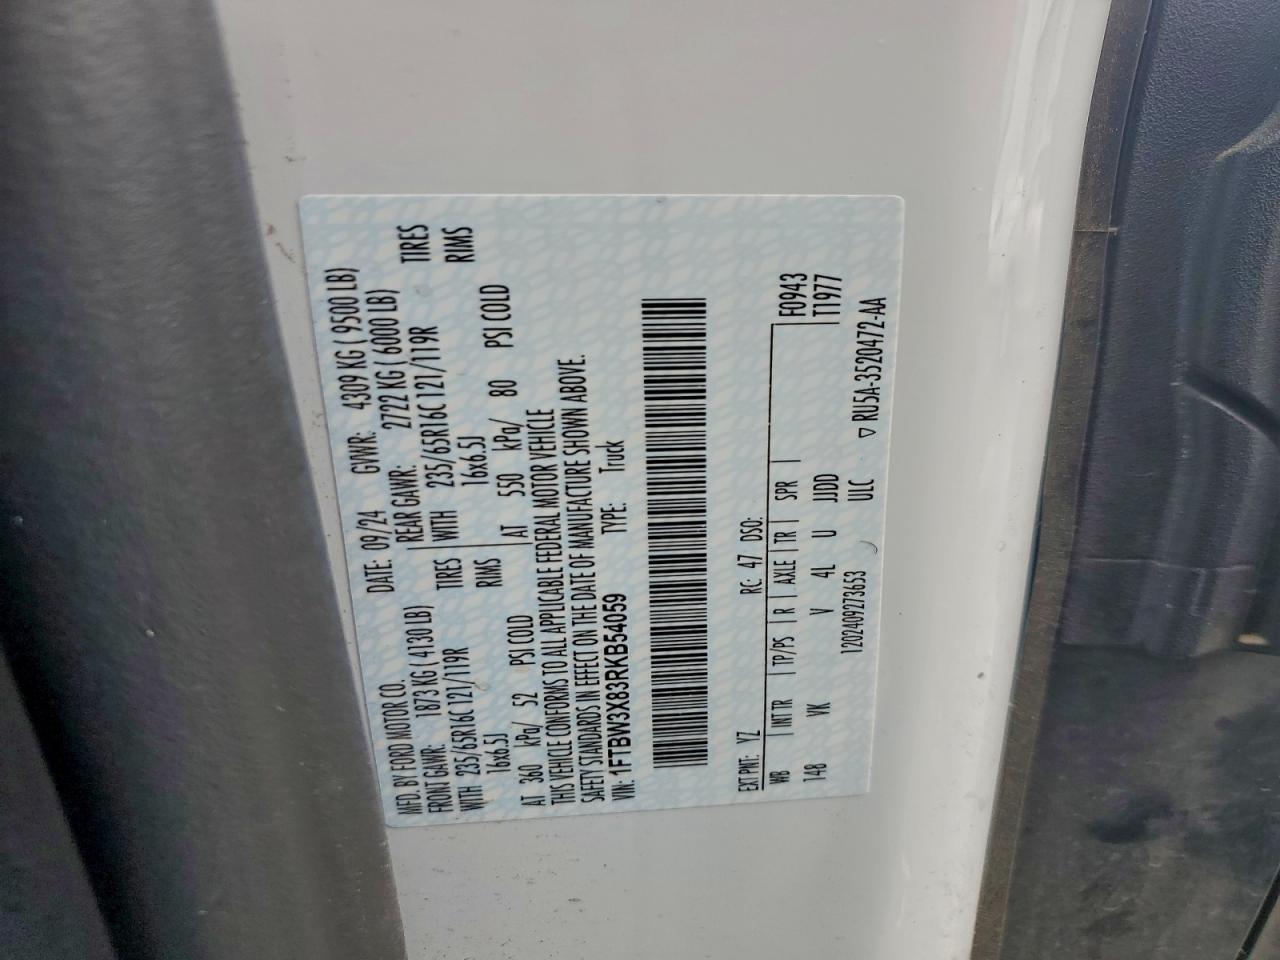 MFD. BY FORD MOTOR CO. DATE: 09/24 GVWR: 4309 KG ( 9500 LB)
FRONT GAWR: 1873 KG ( 4130 LB) REAR GAWR: 2722 KG ( 6000 LB)
WITH 235/65R16C 121/119R TIRES WITH 235/65R16C 121/119R TIRES
16x6.5J RIMS 16x6.5J RIMS
AT 360 kPa/ 52 PSI COLD AT 550 kPa/ 80 PSI COLD
THIS VEHICLE CONFORMS TO ALL APPLICABLE FEDERAL MOTOR VEHICLE
SAFETY STANDARDS IN EFFECT ON THE DATE OF MANUFACTURE SHOWN ABOVE.
VIN: 1FTBW3X83RKB54059 TYPE: Truck
EXT PNT: YZ RC: 47 DSO:
WB | INT TR | TP/PS | R | AXLE | TR | SPR | F0943
148 VK V 4L U JJDD T1977
1202409273653 ULC ▽ RU5A-3520472-AA